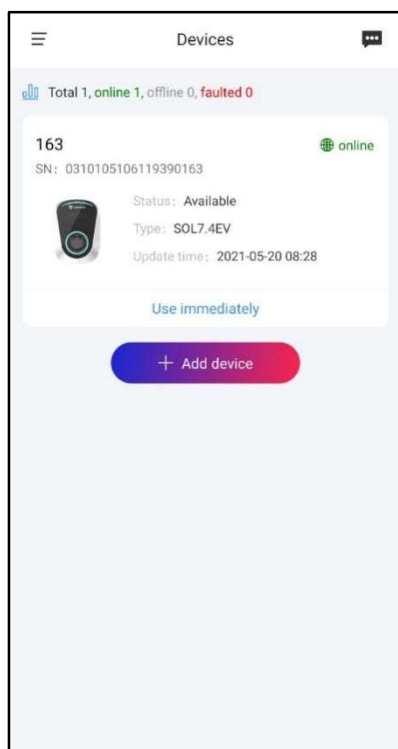 Devices
Total 1, online 1, offline 0, faulted 0
163
online
SN: 0310105106119390163
Status: Available
Type: SOL7.4EV
Update time: 2021-05-20 08:28
Use immediately
+ Add device